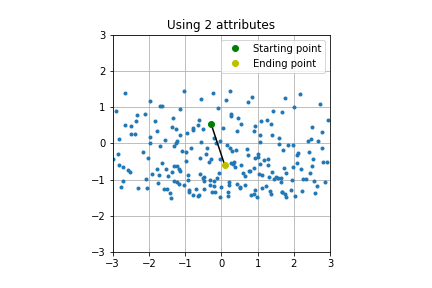 Using 2 attributes
Starting point
Ending point
3
2
1
0
−1
−2
−3
−3 −2 −1 0 1 2 3